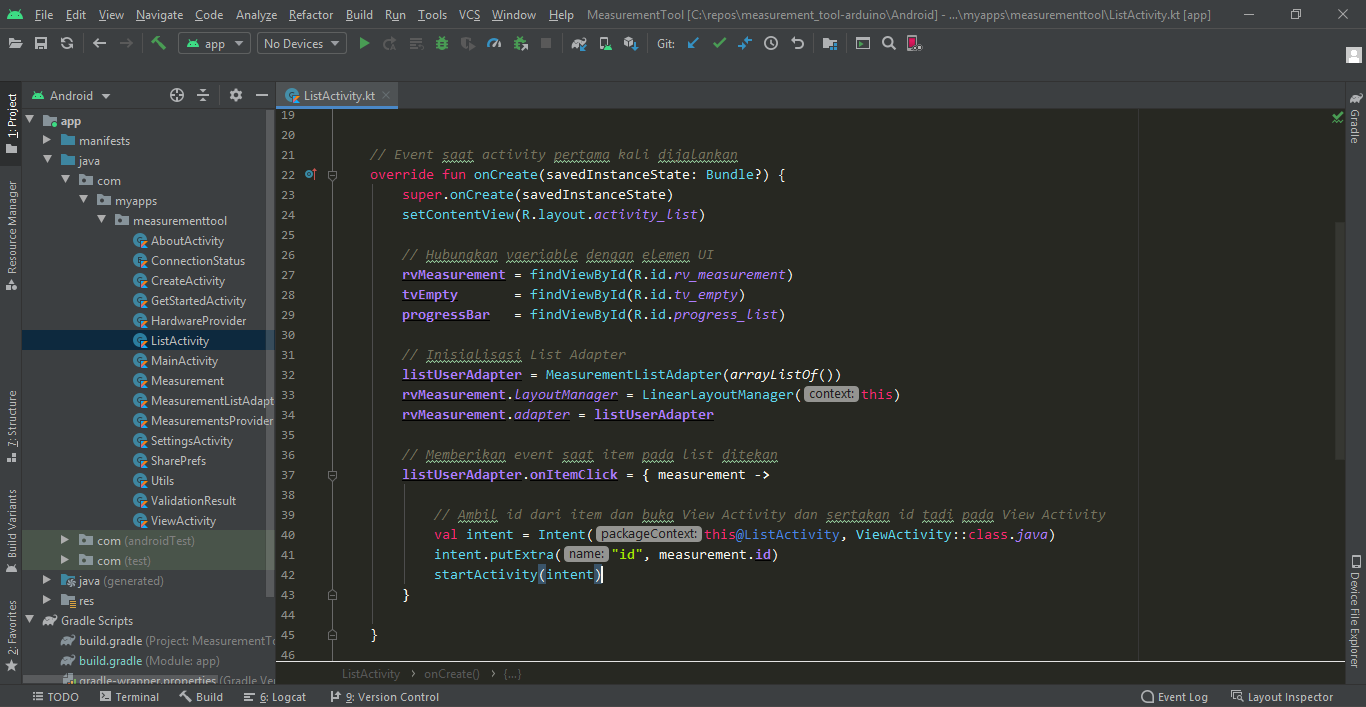 File Edit View Navigate Code Analyze Refactor Build Run Tools VCS Window Help MeasurementTool [C:\repos\measurement_tool-arduino\Android] - ...\myapps\measurementtool\ListActivity.kt [app]
app No Devices Git:
Android ListActivity.kt
1: Project
Resource Manager
7: Structure
Build Variants
2: Favorites
app
manifests
java
com
myapps
measurementtool
AboutActivity
ConnectionStatus
CreateActivity
GetStartedActivity
HardwareProvider
ListActivity
MainActivity
Measurement
MeasurementListAdapt
MeasurementsProvider
SettingsActivity
SharePrefs
Utils
ValidationResult
ViewActivity
com (androidTest)
com (test)
java (generated)
res
Gradle Scripts
build.gradle (Project: MeasurementTo
build.gradle (Module: app)
gradle-wrapper.properties (Gradle Ver
19
20
21 // Event saat activity pertama kali dijalankan
22 override fun onCreate(savedInstanceState: Bundle?) {
23 super.onCreate(savedInstanceState)
24 setContentView(R.layout.activity_list)
25
26 // Hubungkan vaeriable dengan elemen UI
27 rvMeasurement = findViewById(R.id.rv_measurement)
28 tvEmpty = findViewById(R.id.tv_empty)
29 progressBar = findViewById(R.id.progress_list)
30
31 // Inisialisasi List Adapter
32 listUserAdapter = MeasurementListAdapter(arrayListOf())
33 rvMeasurement.layoutManager = LinearLayoutManager( context: this)
34 rvMeasurement.adapter = listUserAdapter
35
36 // Memberikan event saat item pada list ditekan
37 listUserAdapter.onItemClick = { measurement ->
38
39 // Ambil id dari item dan buka View Activity dan sertakan id tadi pada View Activity
40 val intent = Intent( packageContext: this@ListActivity, ViewActivity::class.java)
41 intent.putExtra( name: "id", measurement.id)
42 startActivity(intent)
43 }
44
45 }
46
ListActivity › onCreate() › {...}
Gradle
Device File Explorer
TODO Terminal Build 6: Logcat 9: Version Control Event Log Layout Inspector